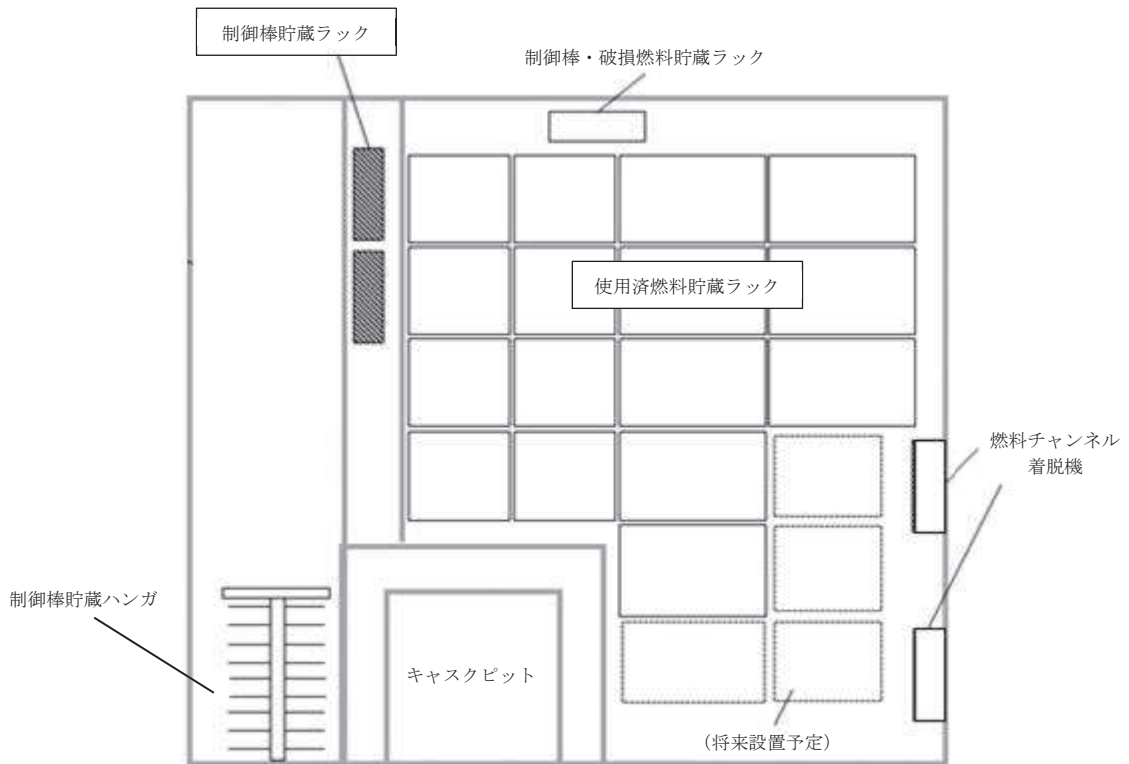 制御棒貯蔵ラック
制御棒・破損燃料貯蔵ラック
使用済燃料貯蔵ラック
燃料チャンネル
着脱機
制御棒貯蔵ハンガ
キャスクピット
(将来設置予定)